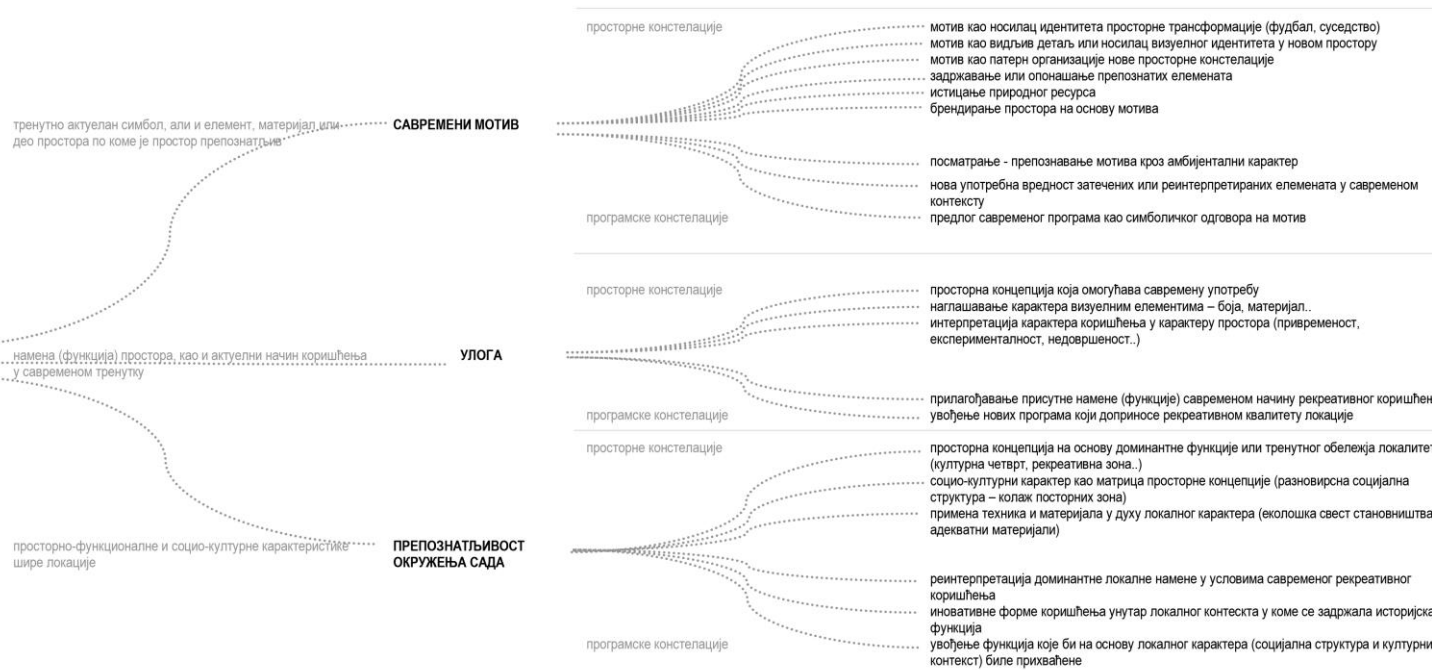 просторне констелације
мотив као носилац идентитета просторне трансформације (фудбал, суседство)
мотив као видљив детаљ или носилац визуелног идентитета у новом простору
мотив као патерн организације нове просторне констелације
задржавање или опонашање препознатих елемената
истицање природног ресурса
брендирање простора на основу мотива
тренутно актуелан симбол, али и елемент, материјал или
део простора по коме је простор препознатљив
САВРЕМЕНИ МОТИВ
посматрање - препознавање мотива кроз амбијентални карактер
нова употребна вредност затечених или реинтерпретираних елемената у савременом
контексту
програмске констелације
предлог савременог програма као симболичког одговора на мотив
просторне констелације
просторна концепција која омогућава савремену употребу
наглашавање карактера визуелним елементима – боја, материјал..
интерпретација карактера коришћења у карактеру простора (привременост,
експерименталност, недовршеност..)
намена (функција) простора, као и актуелни начин коришћења
у савременом тренутку
УЛОГА
прилагођавање присутне намене (функције) савременом начину рекреативног коришћењ
програмске констелације
увођење нових програма који доприносе рекреативном квалитету локације
просторне констелације
просторна концепција на основу доминантне функције или тренутног обележја локалитет
(културна четврт, рекреативна зона..)
социо-културни карактер као матрица просторне концепције (разновирсна социјална
структура – колаж посторних зона)
примена техника и материјала у духу локалног карактера (еколошка свест становништва
адекватни материјали)
просторно-функционалне и социо-културне карактеристике
шире локације
ПРЕПОЗНАТЉИВОСТ
ОКРУЖЕЊА САДА
реинтерпретација доминантне локалне намене у условима савременог рекреативног
коришћења
иновативне форме коришћења унутар локалног контескта у коме се задржала историјска
функција
програмске констелације
увођење функција које би на основу локалног карактера (социјална структура и културни
контекст) биле прихваћене